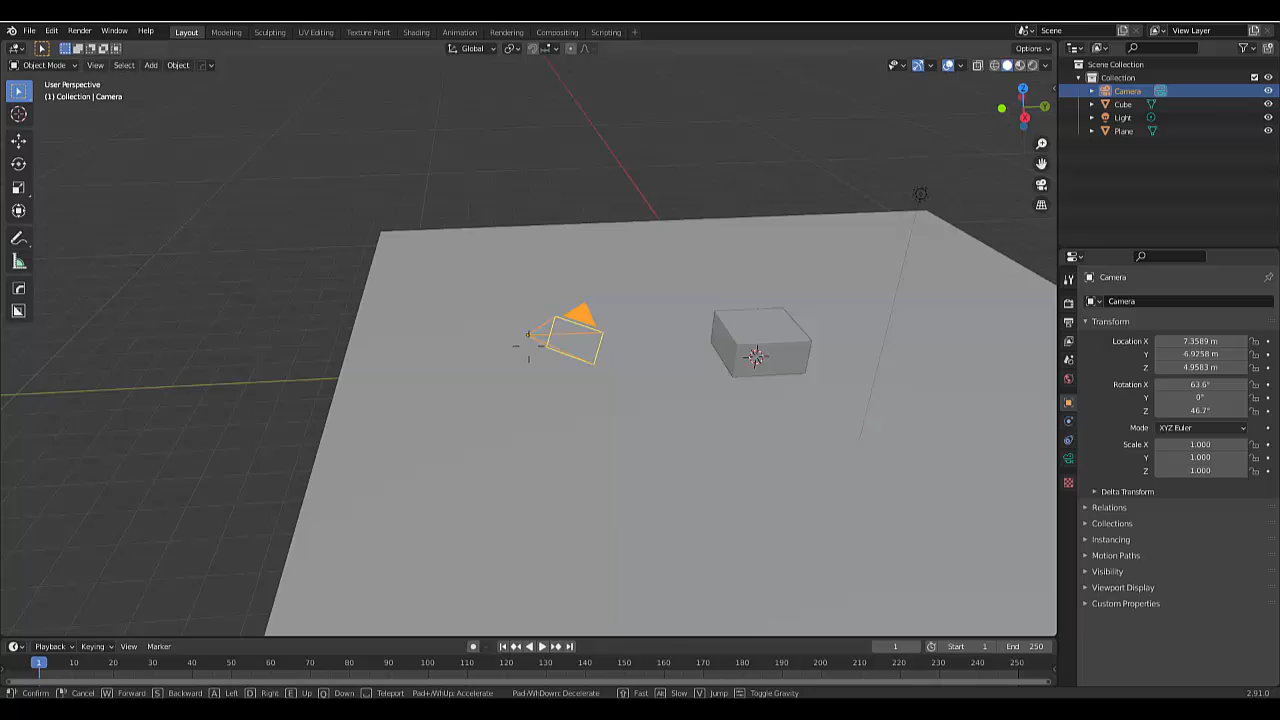 File Edit Render Window Help Layout Modeling Sculpting UV Editing Texture Paint Shading Animation Rendering Compositing Scripting + Scene View Layer
Global Options
Object Mode View Select Add Object
User Perspective
(1) Collection | Camera
Z
Y
X
Scene Collection
Collection
Camera
Cube
Light
Plane
Camera
Camera
Transform
Location X 7.3589 m
Y -6.9258 m
Z 4.9583 m
Rotation X 63.6°
Y 0°
Z 46.7°
Mode XYZ Euler
Scale X 1.000
Y 1.000
Z 1.000
Delta Transform
Relations
Collections
Instancing
Motion Paths
Visibility
Viewport Display
Custom Properties
Playback Keying View Marker 1 Start 1 End 250
1 10 20 30 40 50 60 70 80 90 100 110 120 130 140 150 160 170 180 190 200 210 220 230 240 250
Confirm Cancel W Forward S Backward A Left D Right E Up Q Down Teleport Pad+/WhUp: Accelerate Pad-/WhDown: Decelerate Fast Alt Slow V Jump Toggle Gravity 2.91.0